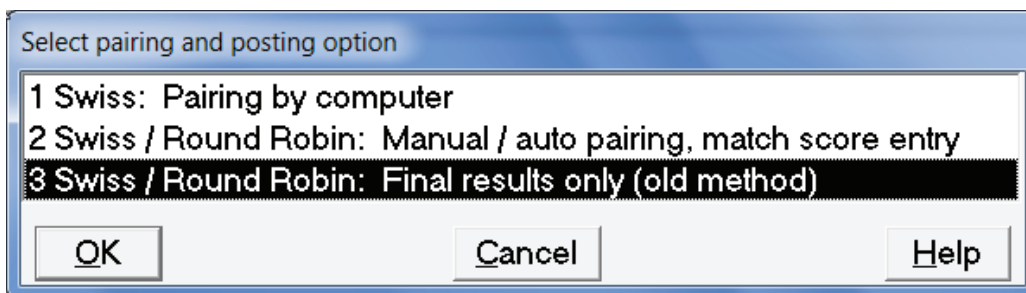 Select pairing and posting option
1 Swiss: Pairing by computer
2 Swiss / Round Robin: Manual / auto pairing, match score entry
3 Swiss / Round Robin: Final results only (old method)
OK Cancel Help